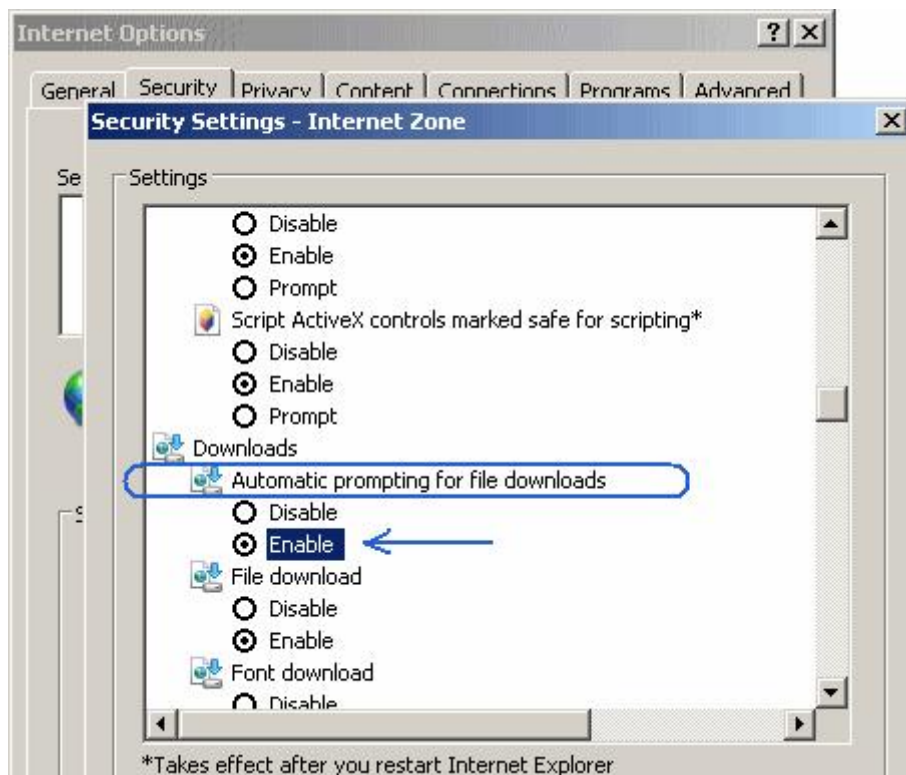 Internet Options
General Security Privacy Content Connections Programs Advanced
Security Settings - Internet Zone
Se
Settings
Disable
Enable
Prompt
Script ActiveX controls marked safe for scripting*
Disable
Enable
Prompt
Downloads
Automatic prompting for file downloads
Disable
Enable
File download
Disable
Enable
Font download
Disable
*Takes effect after you restart Internet Explorer